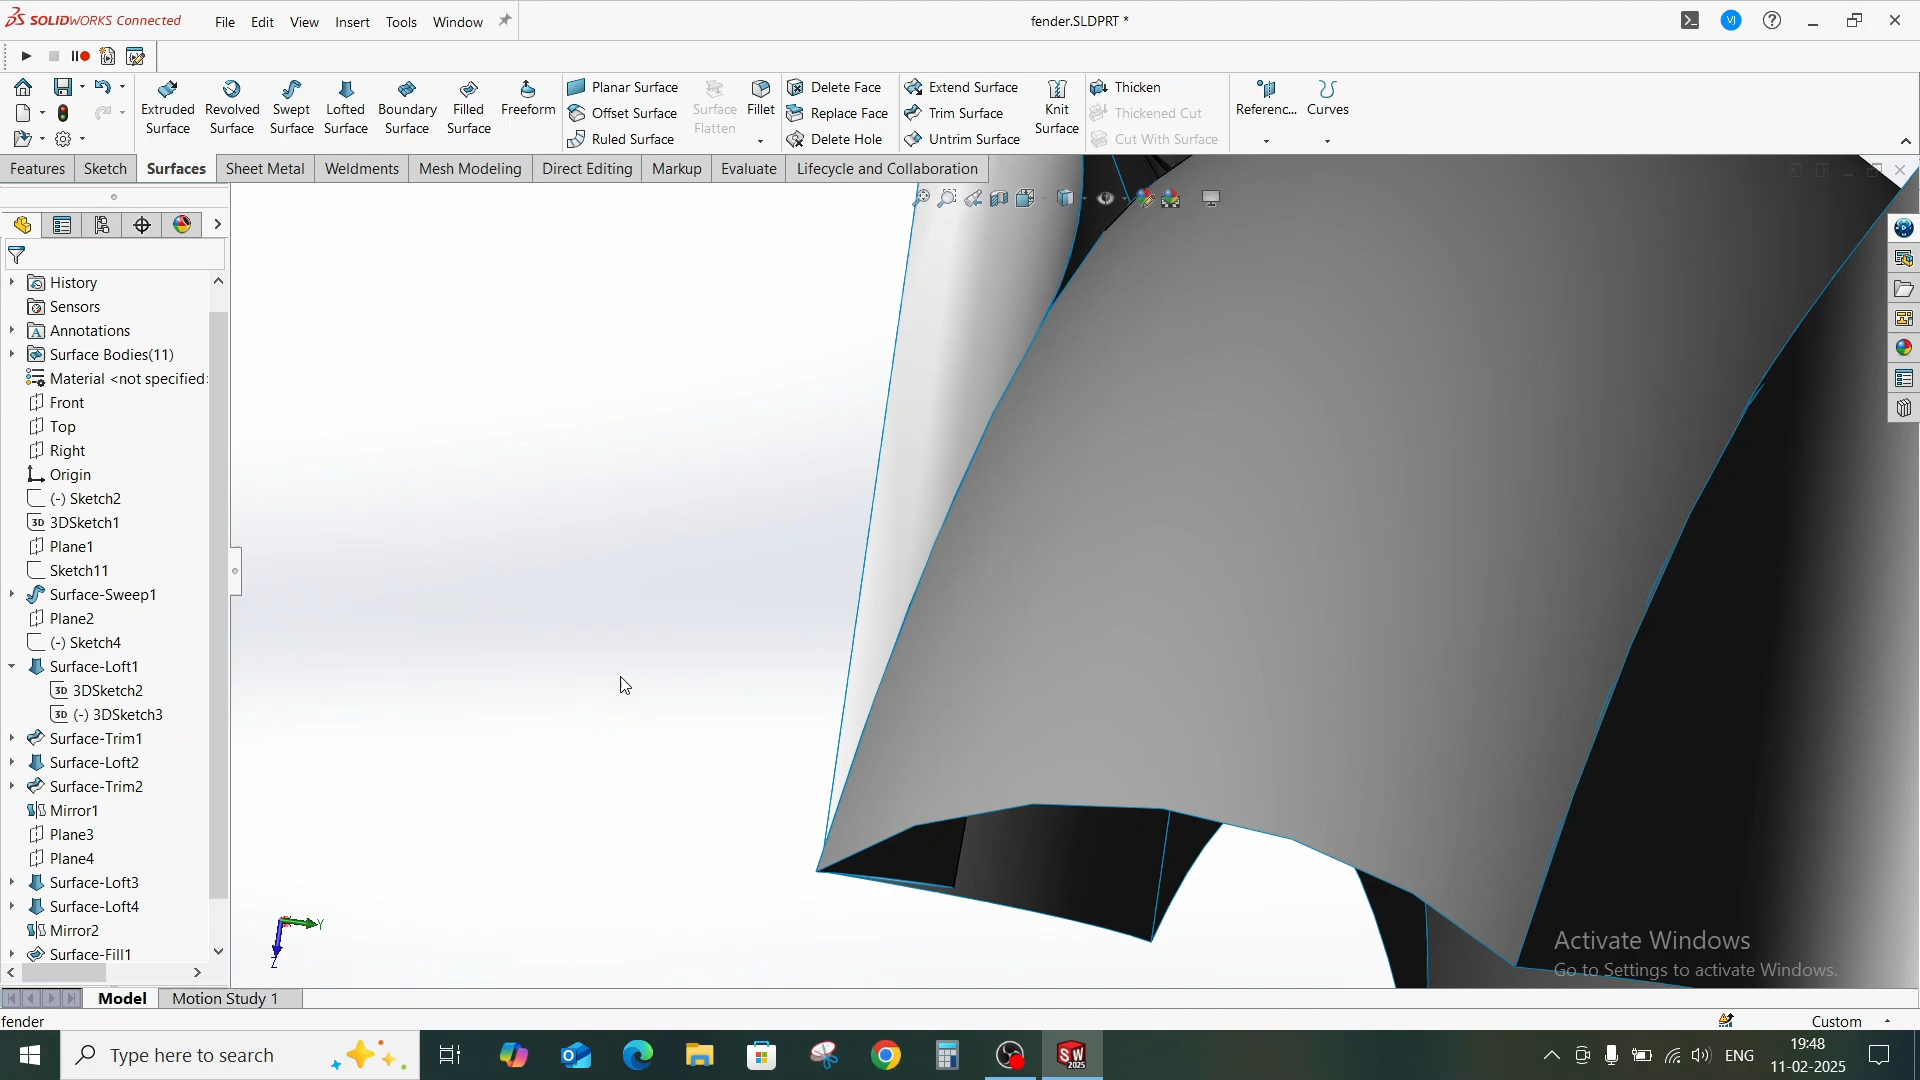 SOLIDWORKS Connected
File Edit View Insert Tools Window
fender.SLDPRT *
VJ
Extruded Surface
Revolved Surface
Swept Surface
Lofted Surface
Boundary Surface
Filled Surface
Freeform
Planar Surface
Offset Surface
Ruled Surface
Surface Flatten
Fillet
Delete Face
Replace Face
Delete Hole
Extend Surface
Trim Surface
Untrim Surface
Knit Surface
Thicken
Thickened Cut
Cut With Surface
Referenc...
Curves
Features Sketch Surfaces Sheet Metal Weldments Mesh Modeling Direct Editing Markup Evaluate Lifecycle and Collaboration
History
Sensors
Annotations
Surface Bodies(11)
Material <not specified>
Front
Top
Right
Origin
(-) Sketch2
3D 3DSketch1
Plane1
Sketch11
Surface-Sweep1
Plane2
(-) Sketch4
Surface-Loft1
3D 3DSketch2
3D (-) 3DSketch3
Surface-Trim1
Surface-Loft2
Surface-Trim2
Mirror1
Plane3
Plane4
Surface-Loft3
Surface-Loft4
Mirror2
Surface-Fill1
Y
Z
Activate Windows
Go to Settings to activate Windows.
Model Motion Study 1
fender
Custom
Type here to search
SW
2025
ENG
19:48
11-02-2025